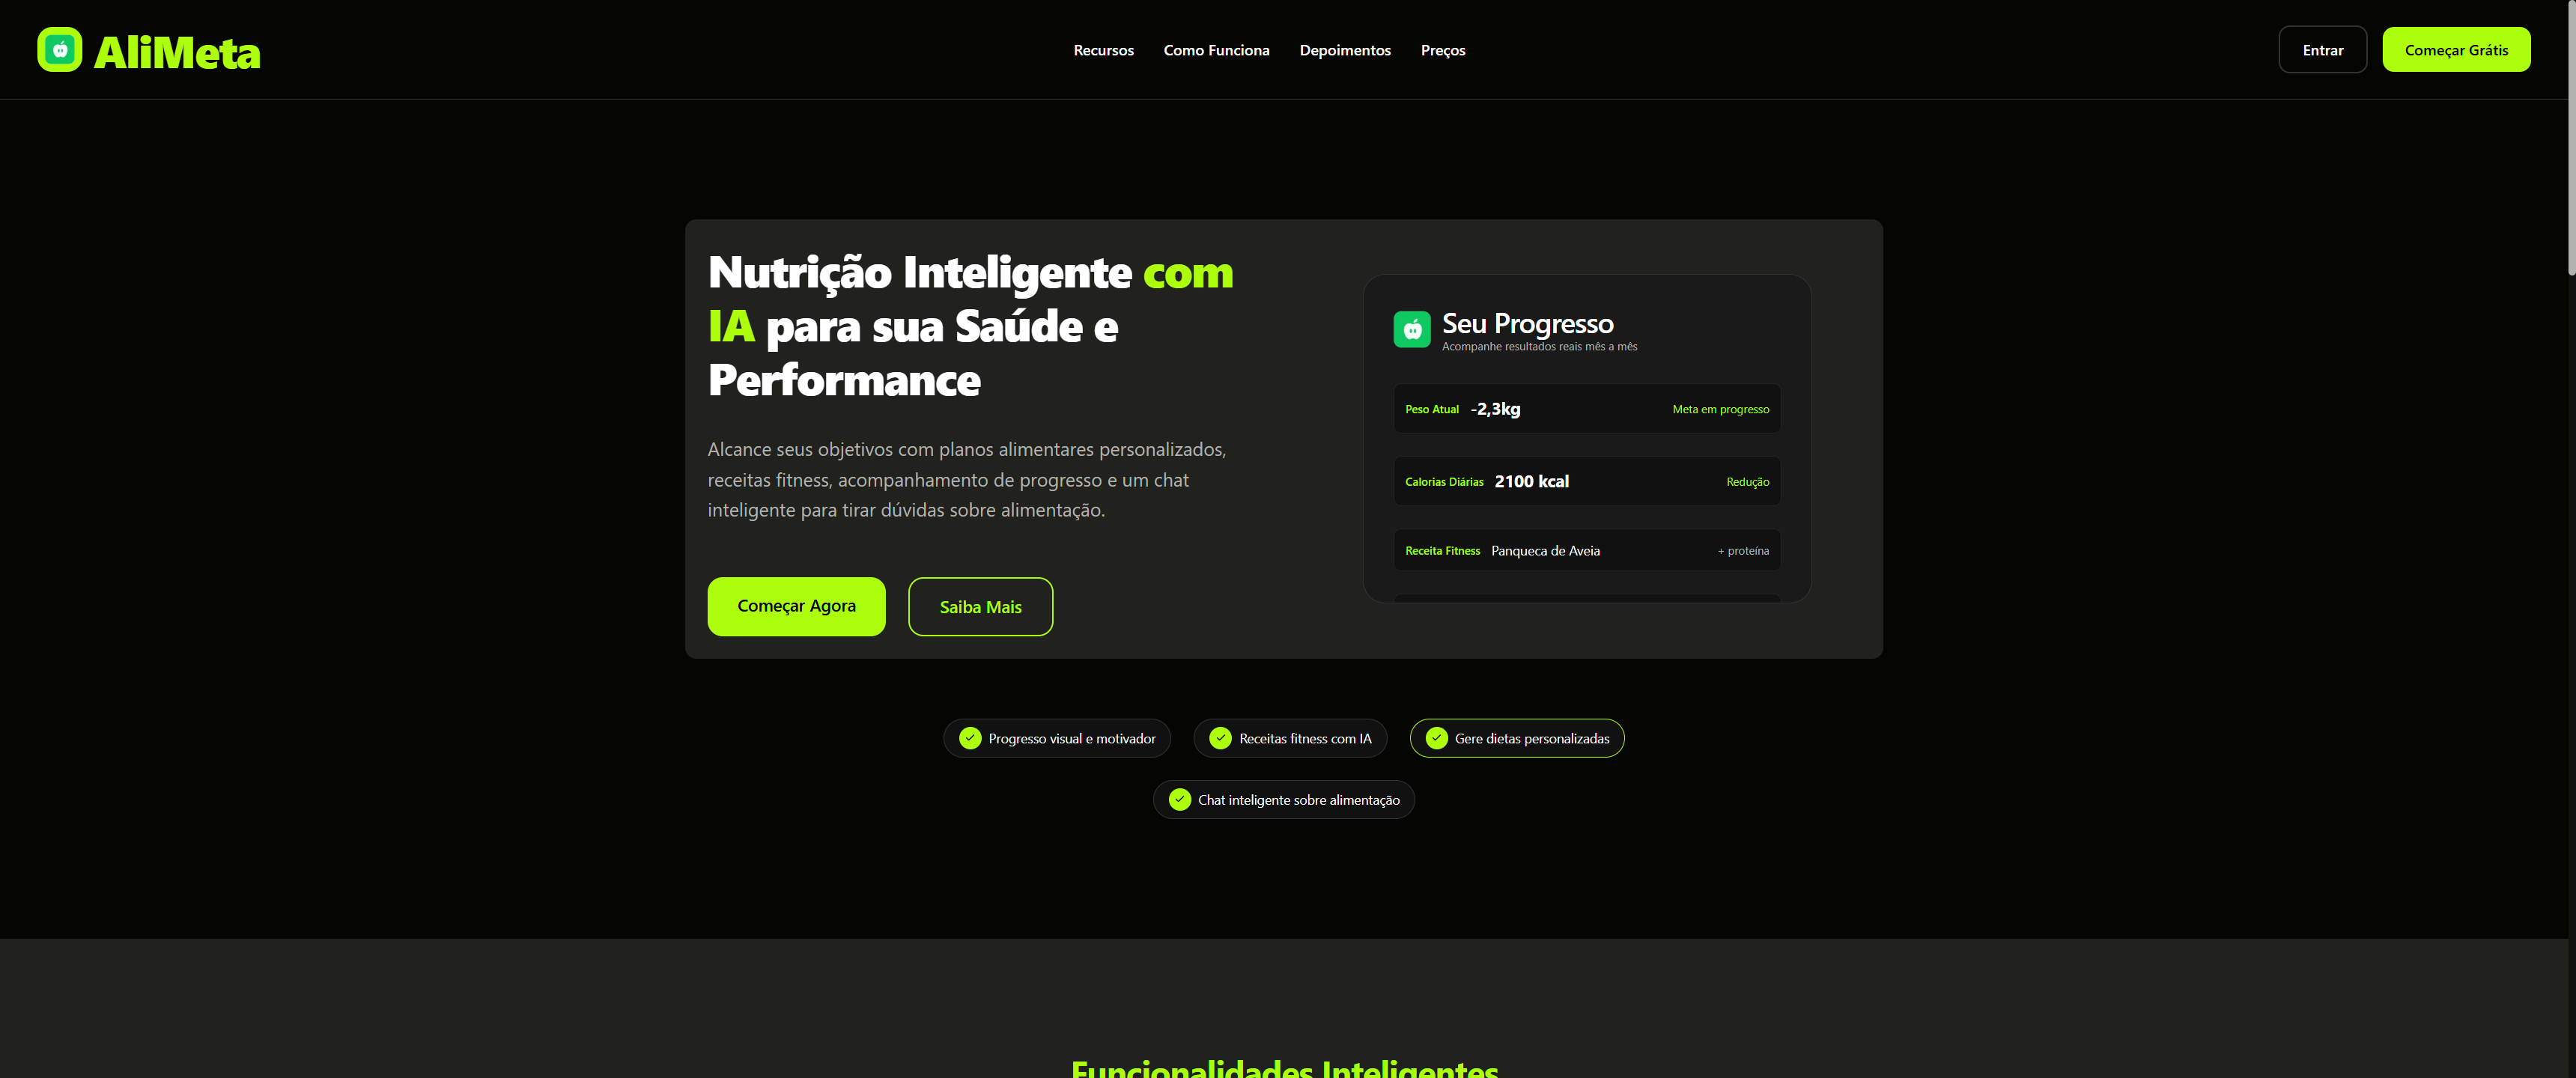 AliMeta
Recursos
Como Funciona
Depoimentos
Preços
Entrar
Começar Grátis
Nutrição Inteligente com
IA para sua Saúde e
Performance
Alcance seus objetivos com planos alimentares personalizados,
receitas fitness, acompanhamento de progresso e um chat
inteligente para tirar dúvidas sobre alimentação.
Começar Agora
Saiba Mais
Seu Progresso
Acompanhe resultados reais mês a mês
Peso Atual -2,3kg Meta em progresso
Calorias Diárias 2100 kcal Redução
Receita Fitness Panqueca de Aveia + proteína
Progresso visual e motivador
Receitas fitness com IA
Gere dietas personalizadas
Chat inteligente sobre alimentação
Funcionalidades Inteligentes